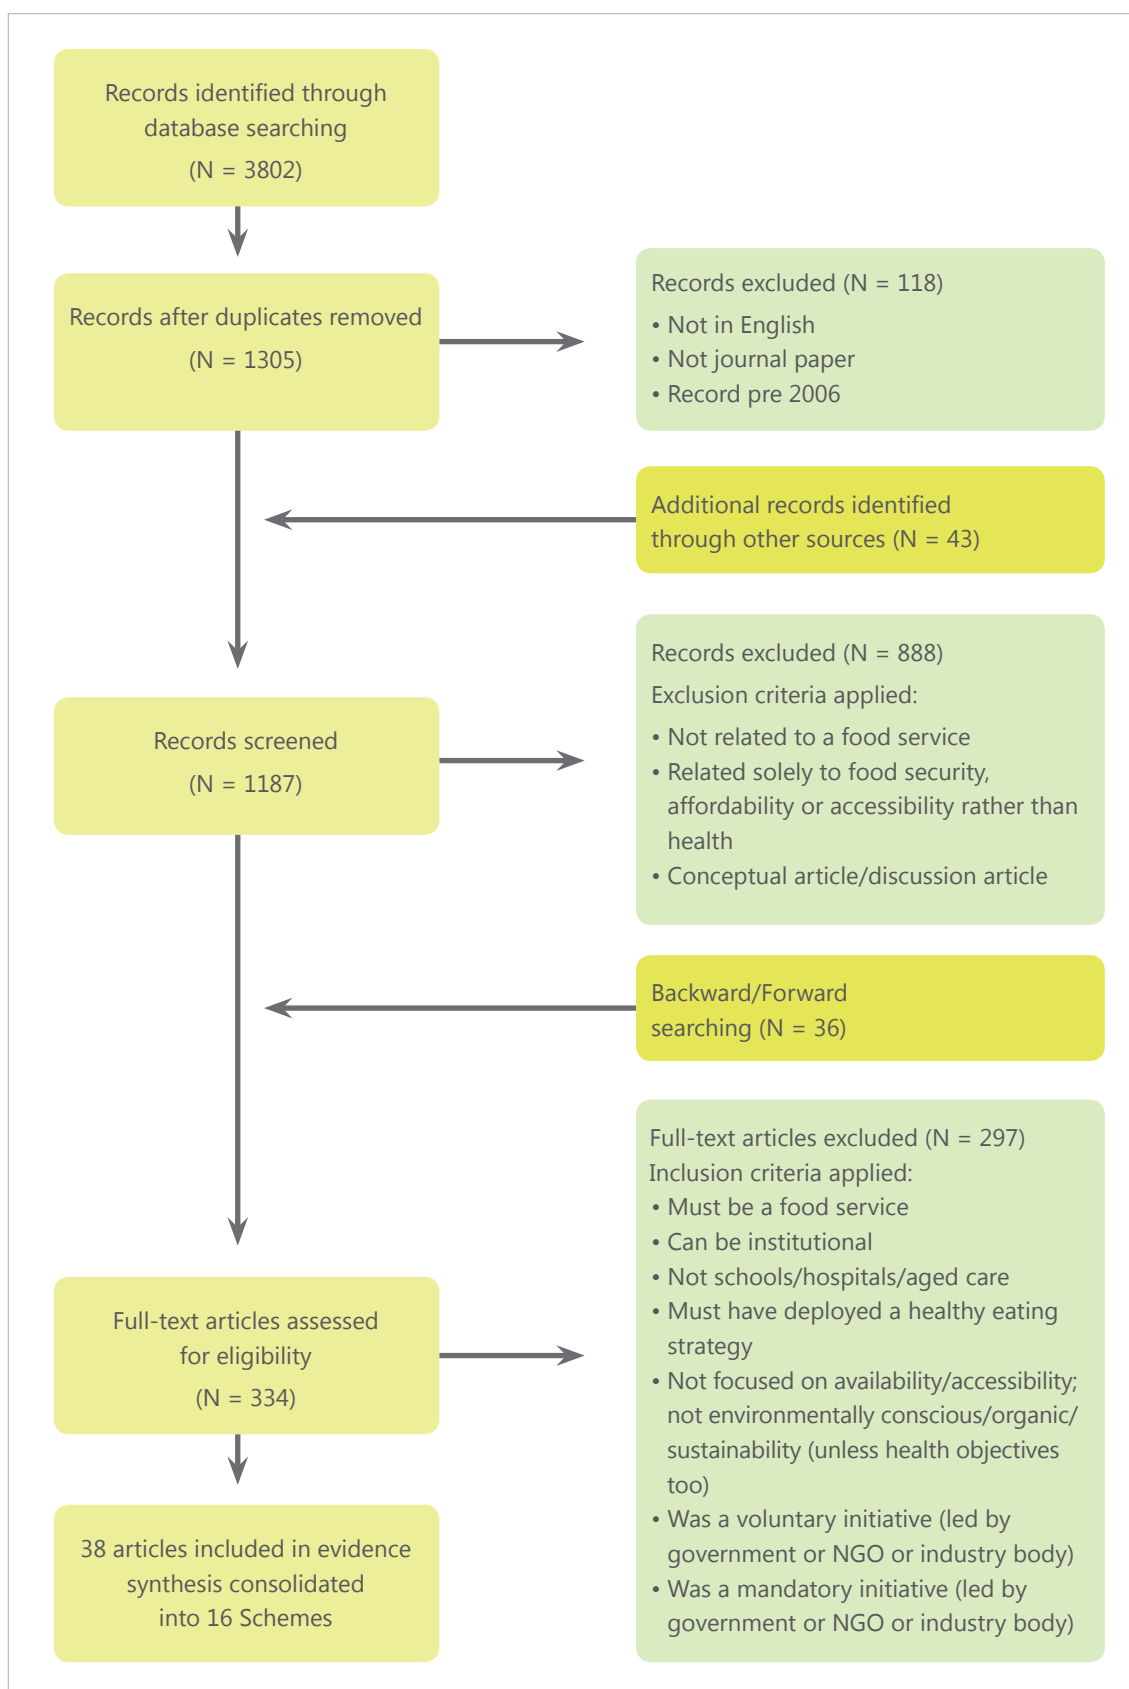 Records identified through
database searching
(N = 3802)
Records after duplicates removed
(N = 1305)
Records excluded (N = 118)
• Not in English
• Not journal paper
• Record pre 2006
Additional records identified
through other sources (N = 43)
Records screened
(N = 1187)
Records excluded (N = 888)
Exclusion criteria applied:
• Not related to a food service
• Related solely to food security,
affordability or accessibility rather than
health
• Conceptual article/discussion article
Backward/Forward
searching (N = 36)
Full-text articles assessed
for eligibility
(N = 334)
Full-text articles excluded (N = 297)
Inclusion criteria applied:
• Must be a food service
• Can be institutional
• Not schools/hospitals/aged care
• Must have deployed a healthy eating
strategy
• Not focused on availability/accessibility;
not environmentally conscious/organic/
sustainability (unless health objectives
too)
• Was a voluntary initiative (led by
government or NGO or industry body)
• Was a mandatory initiative (led by
government or NGO or industry body)
38 articles included in evidence
synthesis consolidated
into 16 Schemes